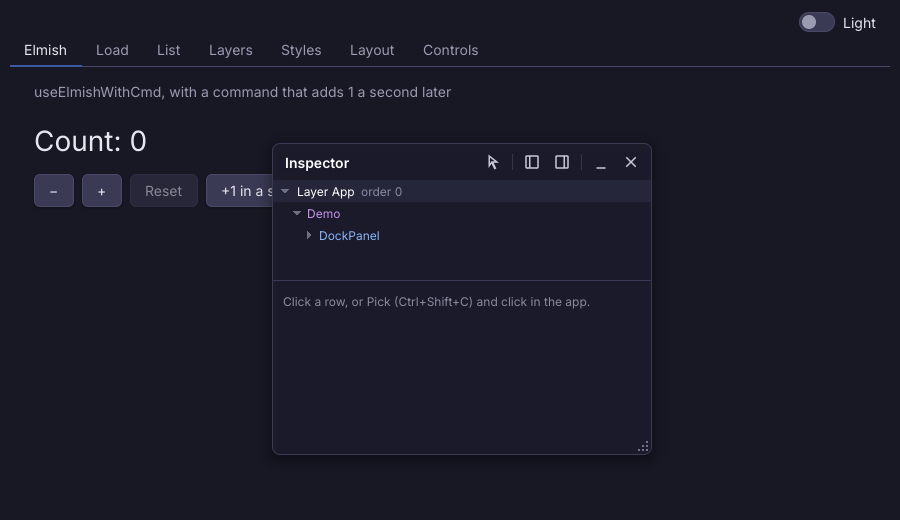 Light
Elmish Load List Layers Styles Layout Controls
useElmishWithCmd, with a command that adds 1 a second later
Count: 0
Inspector
− + Reset +1 in a s
Layer App order 0
Demo
DockPanel
Click a row, or Pick (Ctrl+Shift+C) and click in the app.